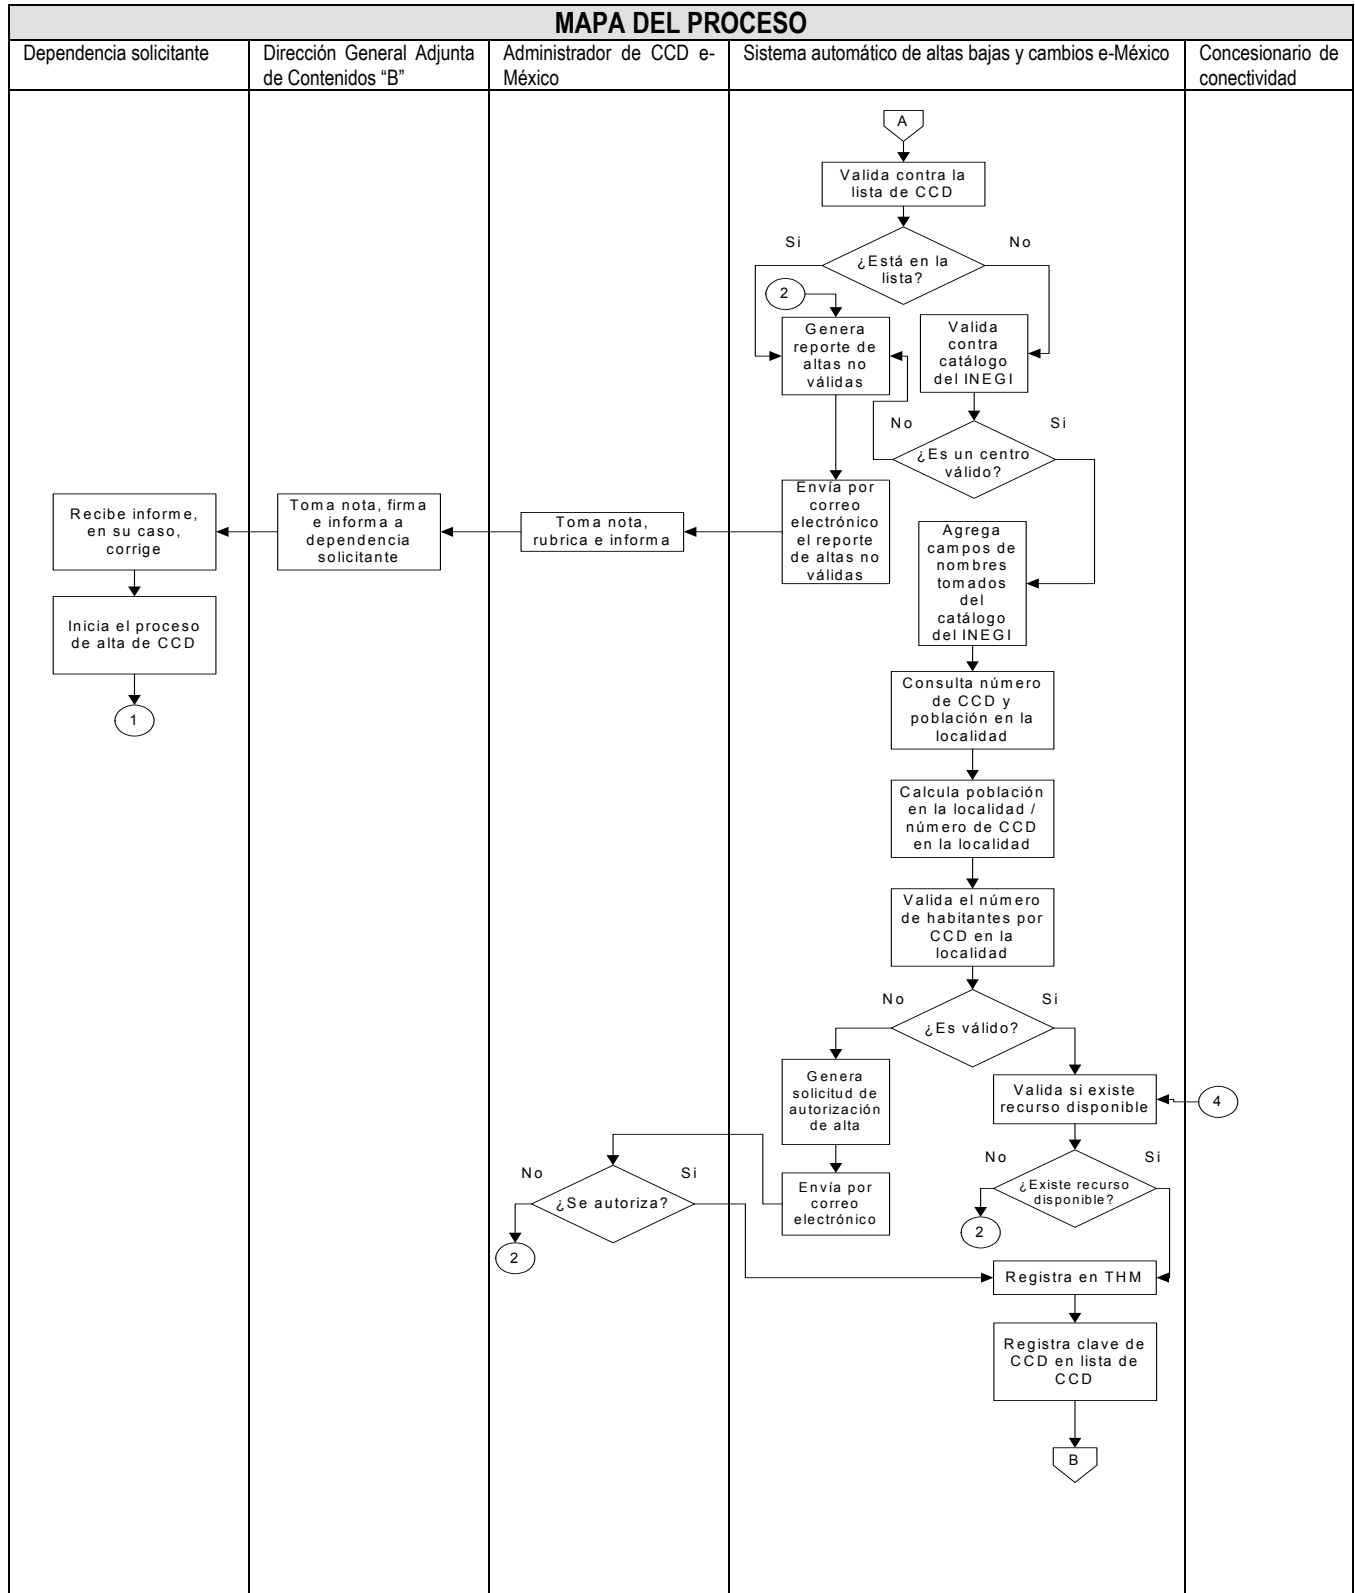 MAPA DEL PROCESO
Dependencia solicitante
Dirección General Adjunta
de Contenidos “B”
Administrador de CCD e-
México
Sistema automático de altas bajas y cambios e-México
Concesionario de
conectividad
A
Valida contra la
lista de CCD
Si
No
¿Está en la
lista?
2
Genera
reporte de
altas no
válidas
Valida
contra
catálogo
del INEGI
No
Si
¿Es un centro
válido?
Recibe informe,
en su caso,
corrige
Toma nota, firma
e informa a
dependencia
solicitante
Toma nota,
rubrica e informa
Envía por
correo
electrónico
el reporte
de altas no
válidas
Agrega
campos de
nombres
tomados
del
catálogo
del INEGI
Inicia el proceso
de alta de CCD
1
Consulta número
de CCD y
población en la
localidad
Calcula población
en la localidad /
número de CCD
en la localidad
Valida el número
de habitantes por
CCD en la
localidad
No
Si
¿Es válido?
Genera
solicitud de
autorización
de alta
Valida si existe
recurso disponible
4
No
Si
¿Se autoriza?
2
Envía por
correo
electrónico
No
Si
¿Existe recurso
disponible?
2
Registra en THM
Registra clave de
CCD en lista de
CCD
B